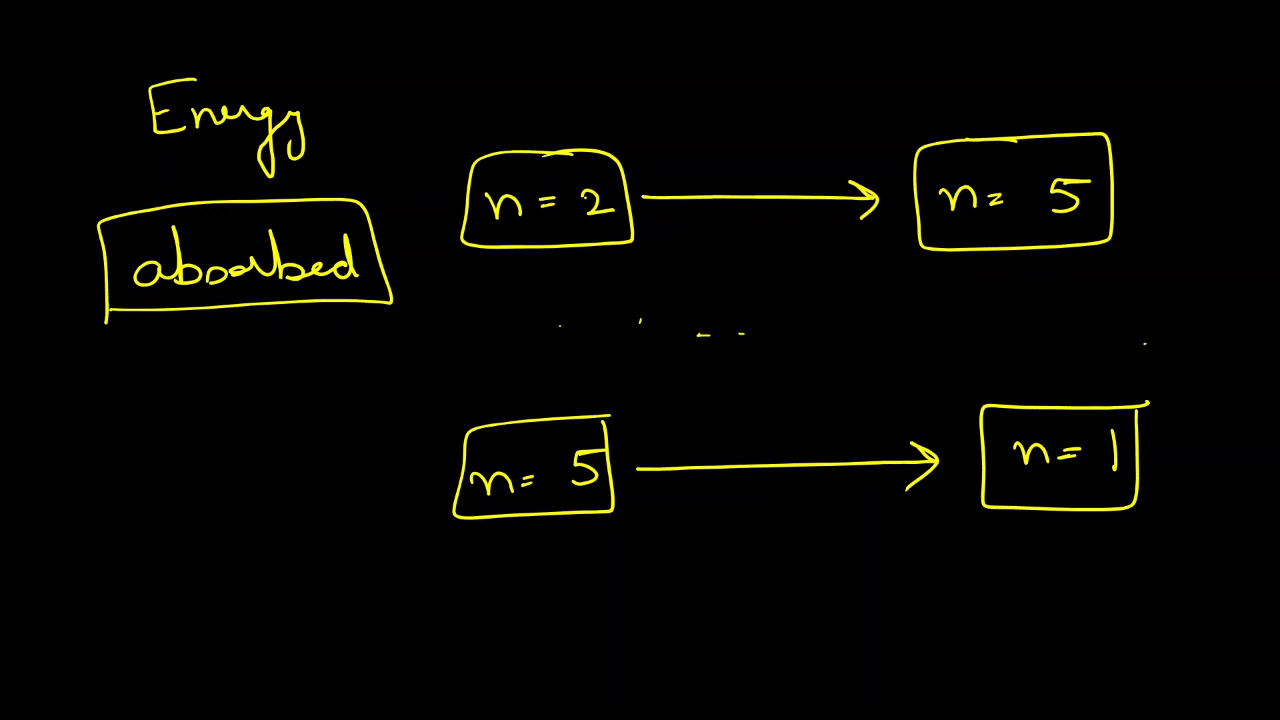 Energy
absorbed
n = 2 → n = 5
n = 5 → n = 1